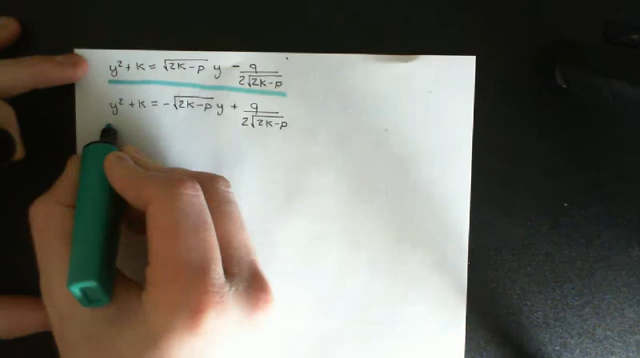 y² + k = √(2k-p) y - q/(2√(2k-p))
y² + k = -√(2k-p) y + q/(2√(2k-p))